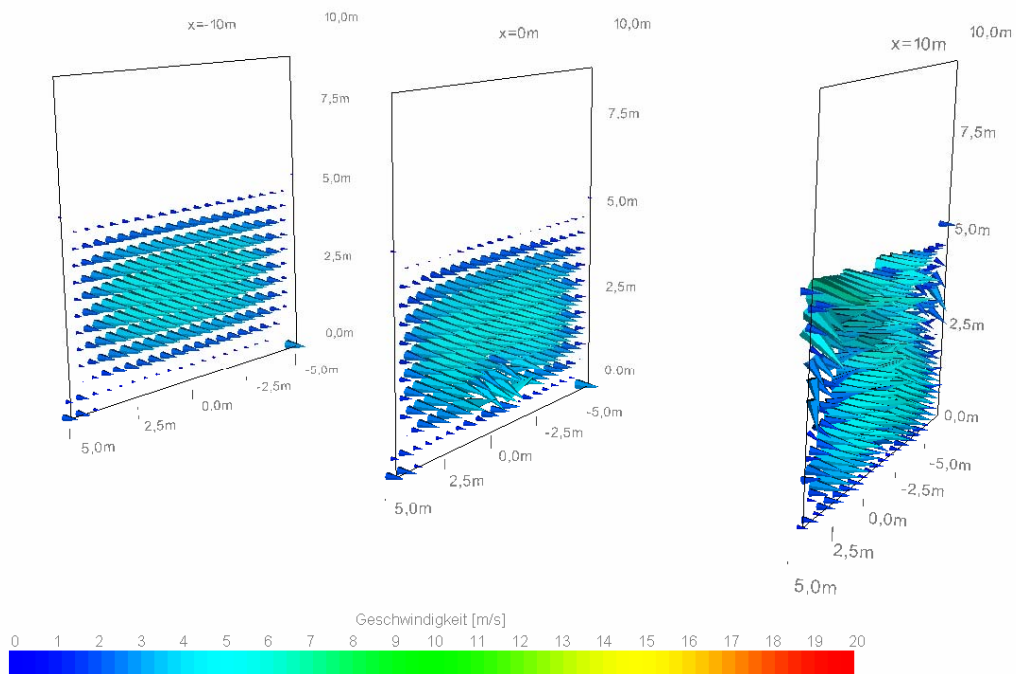 x=-10m
10,0m
7,5m
5,0m
2,5m
0,0m
-5,0m
-2,5m
0,0m
2,5m
5,0m
x=0m
10,0m
7,5m
5,0m
2,5m
0,0m
-5,0m
-2,5m
0,0m
2,5m
5,0m
x=10m
10,0m
7,5m
5,0m
2,5m
0,0m
-5,0m
-2,5m
0,0m
2,5m
5,0m
Geschwindigkeit [m/s]
0 1 2 3 4 5 6 7 8 9 10 11 12 13 14 15 16 17 18 19 20